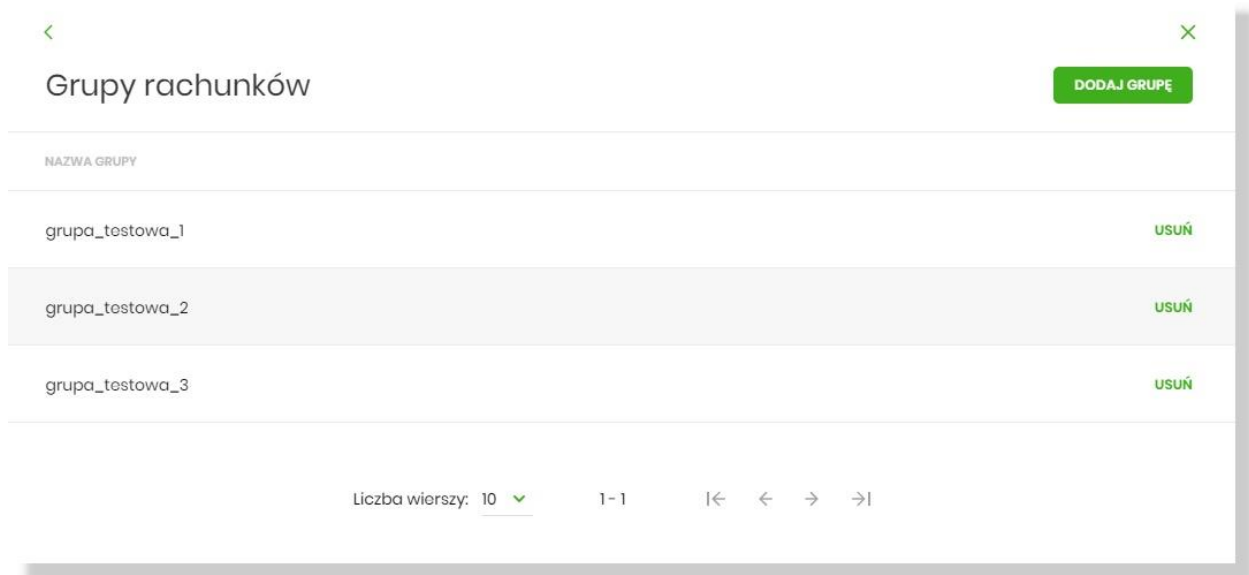 Grupy rachunków
DODAJ GRUPĘ
NAZWA GRUPY
grupa_testowa_1 USUŃ
grupa_testowa_2 USUŃ
grupa_testowa_3 USUŃ
Liczba wierszy: 10 1 - 1